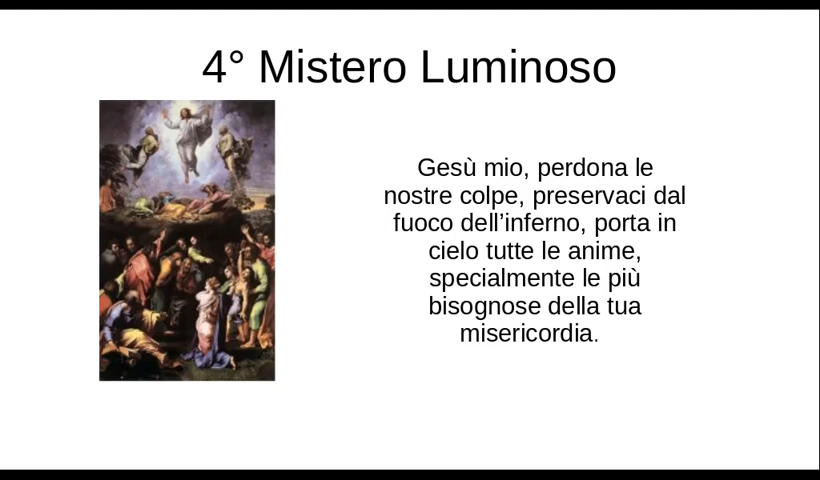 4° Mistero Luminoso
Gesù mio, perdona le
nostre colpe, preservaci dal
fuoco dell’inferno, porta in
cielo tutte le anime,
specialmente le più
bisognose della tua
misericordia.